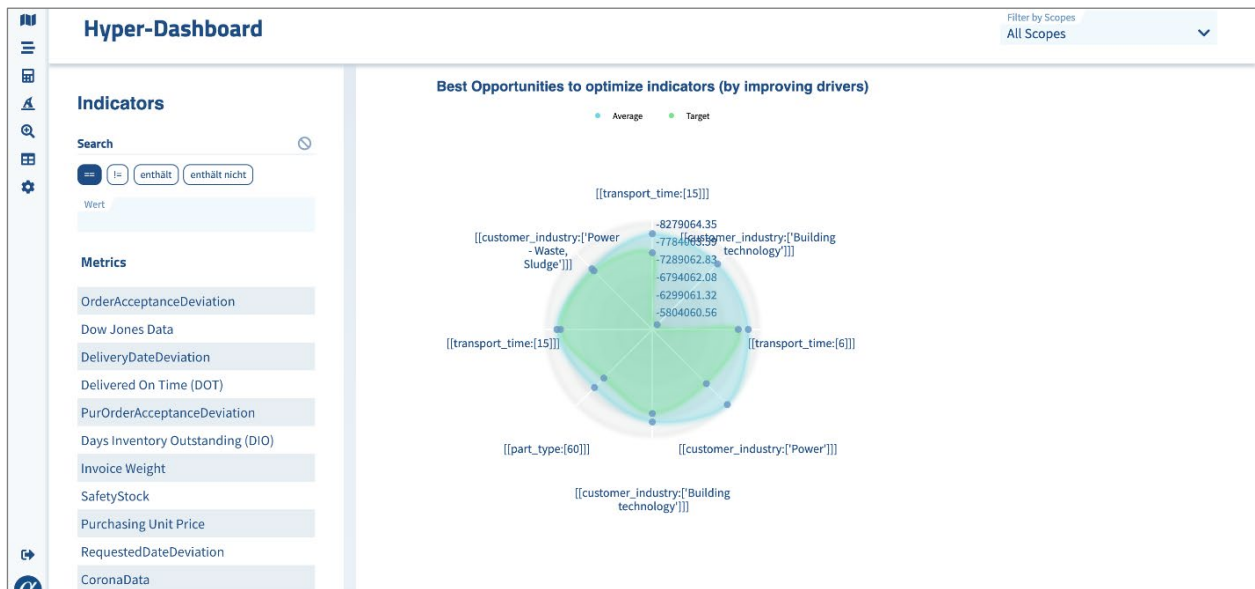 Hyper-Dashboard
Filter by Scopes
All Scopes
Indicators
Search
==
!=
enthält
enthält nicht
Wert
Metrics
OrderAcceptanceDeviation
Dow Jones Data
DeliveryDateDeviation
Delivered On Time (DOT)
PurOrderAcceptanceDeviation
Days Inventory Outstanding (DIO)
Invoice Weight
SafetyStock
Purchasing Unit Price
RequestedDateDeviation
CoronaData
Best Opportunities to optimize indicators (by improving drivers)
Average
Target
[[transport_time:[15]]]
-8279064.35
[[customer_industry:['Power
- Waste,
Sludge']]]
[[customer_industry:['Building
technology']]]
-7289062.83
-6794062.08
-6299061.32
-5804060.56
[[transport_time:[15]]]
[[transport_time:[6]]]
[[part_type:[60]]]
[[customer_industry:['Power']]]
[[customer_industry:['Building
technology']]]